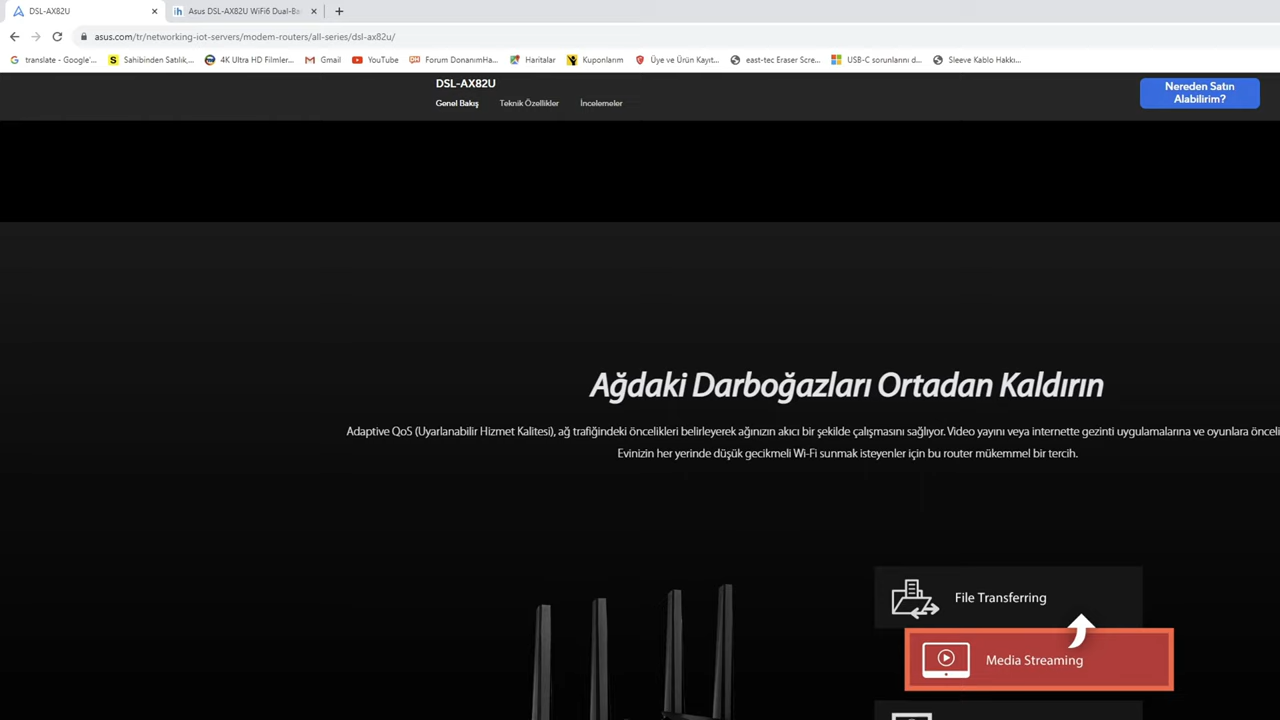 DSL-AX82U
Asus DSL-AX82U WiFi6 Dual-Ba
asus.com/tr/networking-iot-servers/modem-routers/all-series/dsl-ax82u/
translate - Google'... Sahibinden Satılık,... 4K Ultra HD Filmler... Gmail YouTube Forum DonanımHa... Haritalar Kuponlarım Üye ve Ürün Kayıt... east-tec Eraser Scre... USB-C sorunlarını d... Sleeve Kablo Hakkı...
DSL-AX82U
Genel Bakış Teknik Özellikler İncelemeler
Nereden Satın
Alabilirim?
Ağdaki Darboğazları Ortadan Kaldırın
Adaptive QoS (Uyarlanabilir Hizmet Kalitesi), ağ trafiğindeki öncelikleri belirleyerek ağınızın akıcı bir şekilde çalışmasını sağlıyor. Video yayını veya internette gezinti uygulamalarına ve oyunlara önceli
Evinizin her yerinde düşük gecikmeli Wi-Fi sunmak isteyenler için bu router mükemmel bir tercih.
File Transferring
Media Streaming